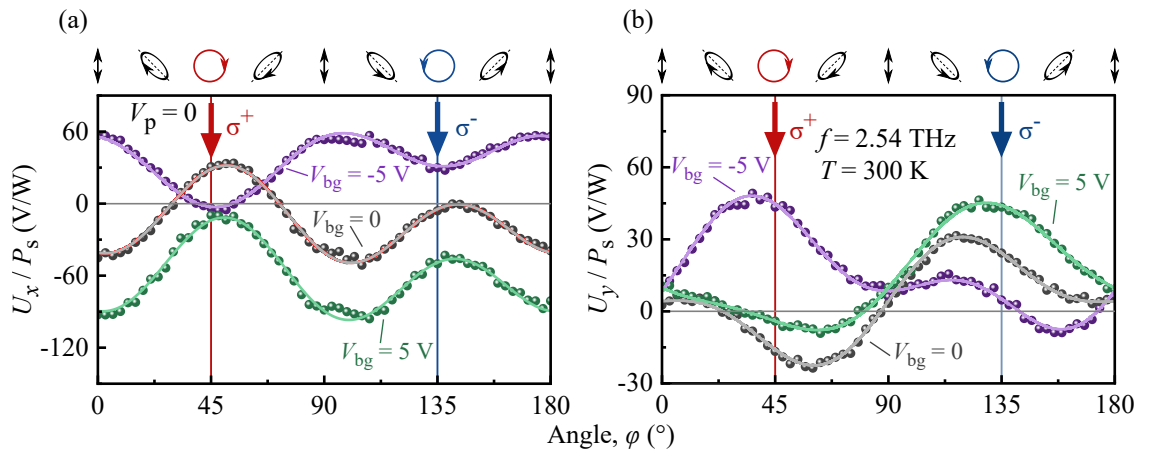 (a)
V_p = 0
σ⁺
σ⁻
V_bg = -5 V
V_bg = 0
V_bg = 5 V
60
0
-60
-120
U_x / P_s (V/W)
0
45
90
135
180
(b)
σ⁺
σ⁻
f = 2.54 THz
T = 300 K
V_bg = -5 V
V_bg = 5 V
V_bg = 0
90
60
30
0
-30
U_y / P_s (V/W)
0
45
90
135
180
Angle, φ (°)